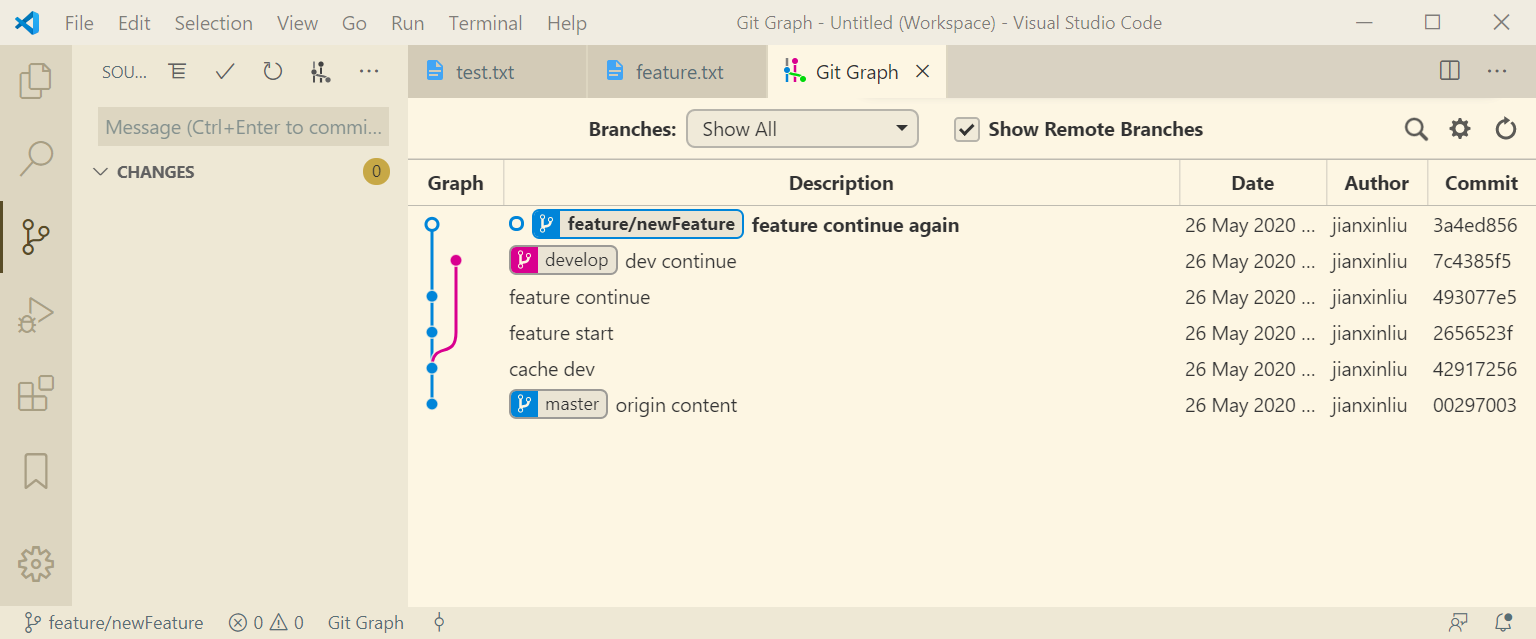 File Edit Selection View Go Run Terminal Help Git Graph - Untitled (Workspace) - Visual Studio Code
SOU... test.txt feature.txt Git Graph
Message (Ctrl+Enter to commi... Branches: Show All Show Remote Branches
CHANGES 0
Graph Description Date Author Commit
feature/newFeature feature continue again 26 May 2020 ... jianxinliu 3a4ed856
develop dev continue 26 May 2020 ... jianxinliu 7c4385f5
feature continue 26 May 2020 ... jianxinliu 493077e5
feature start 26 May 2020 ... jianxinliu 2656523f
cache dev 26 May 2020 ... jianxinliu 42917256
master origin content 26 May 2020 ... jianxinliu 00297003
feature/newFeature 0 0 Git Graph